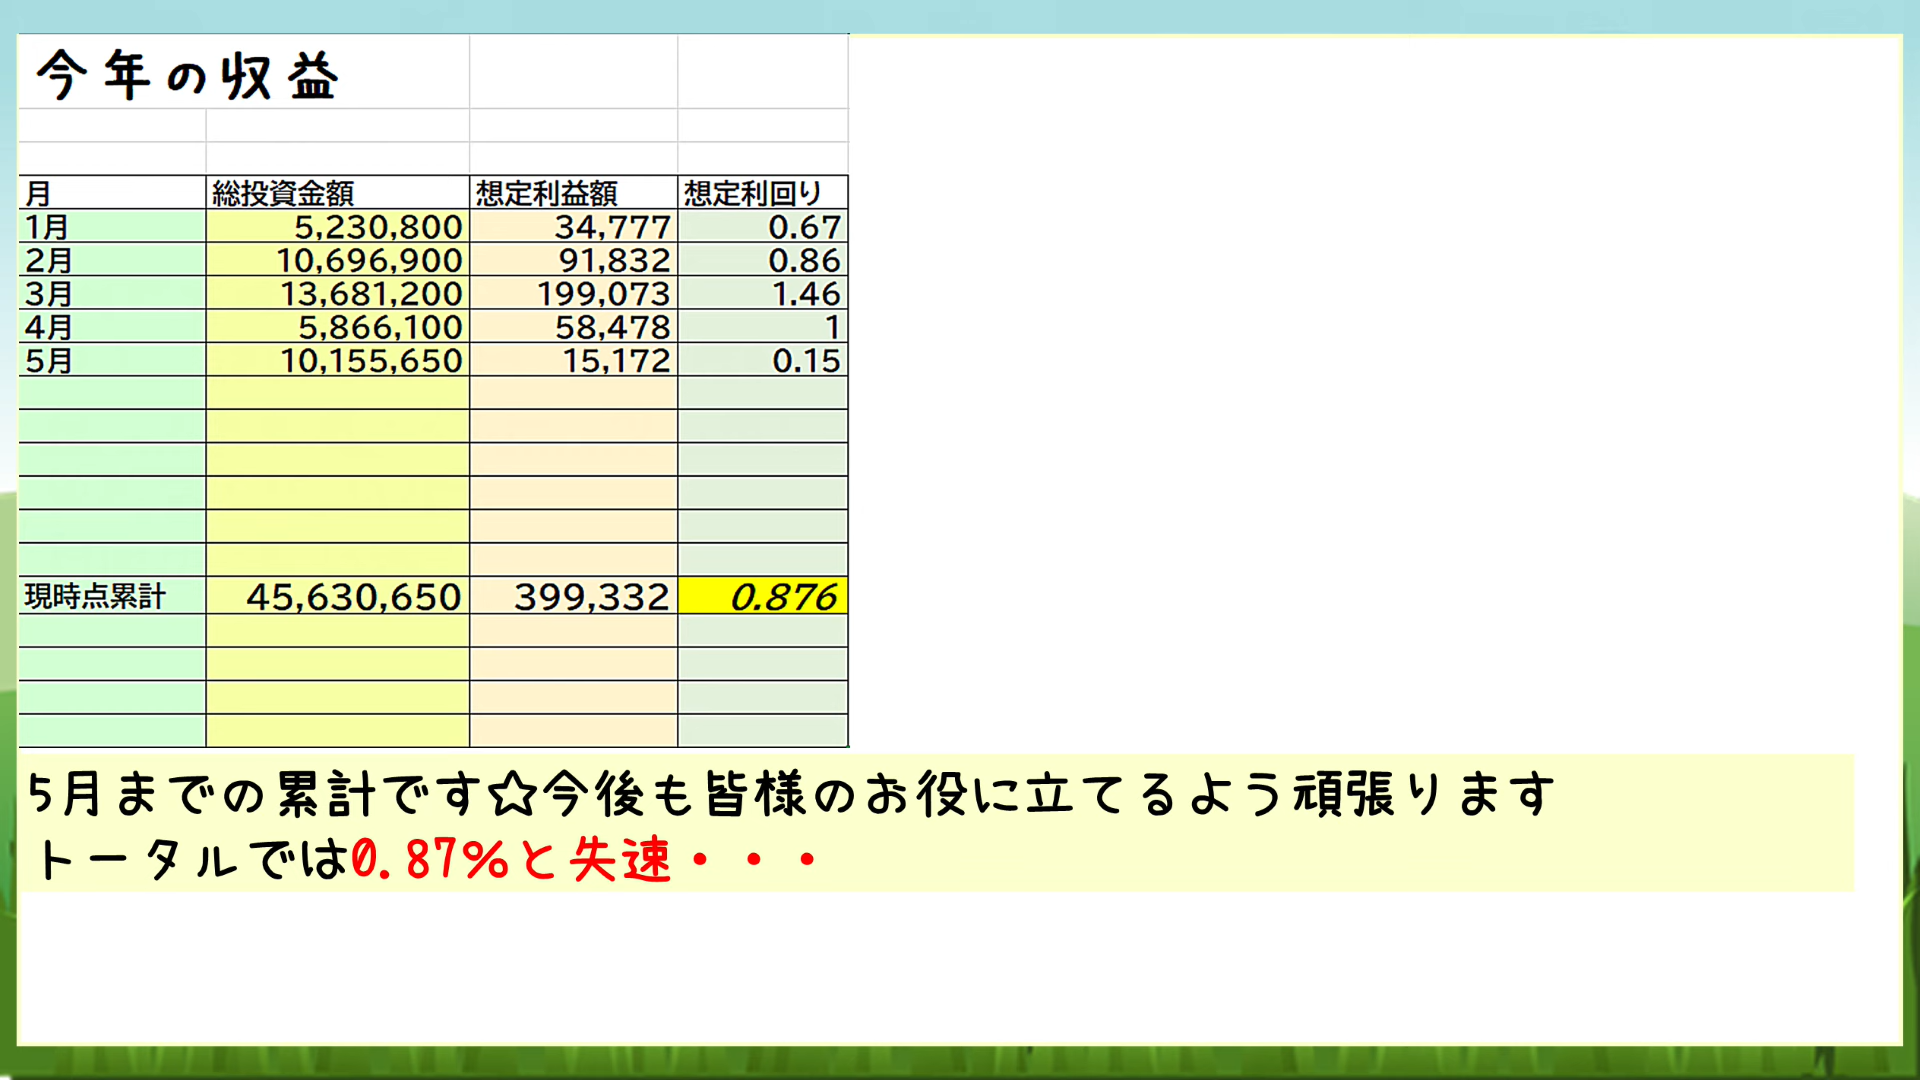 今年の収益
月 総投資金額 想定利益額 想定利回り
1月 5,230,800 34,777 0.67
2月 10,696,900 91,832 0.86
3月 13,681,200 199,073 1.46
4月 5,866,100 58,478 1
5月 10,155,650 15,172 0.15
現時点累計 45,630,650 399,332 0.876
5月までの累計です☆今後も皆様のお役に立てるよう頑張ります
トータルでは0.87%と失速・・・